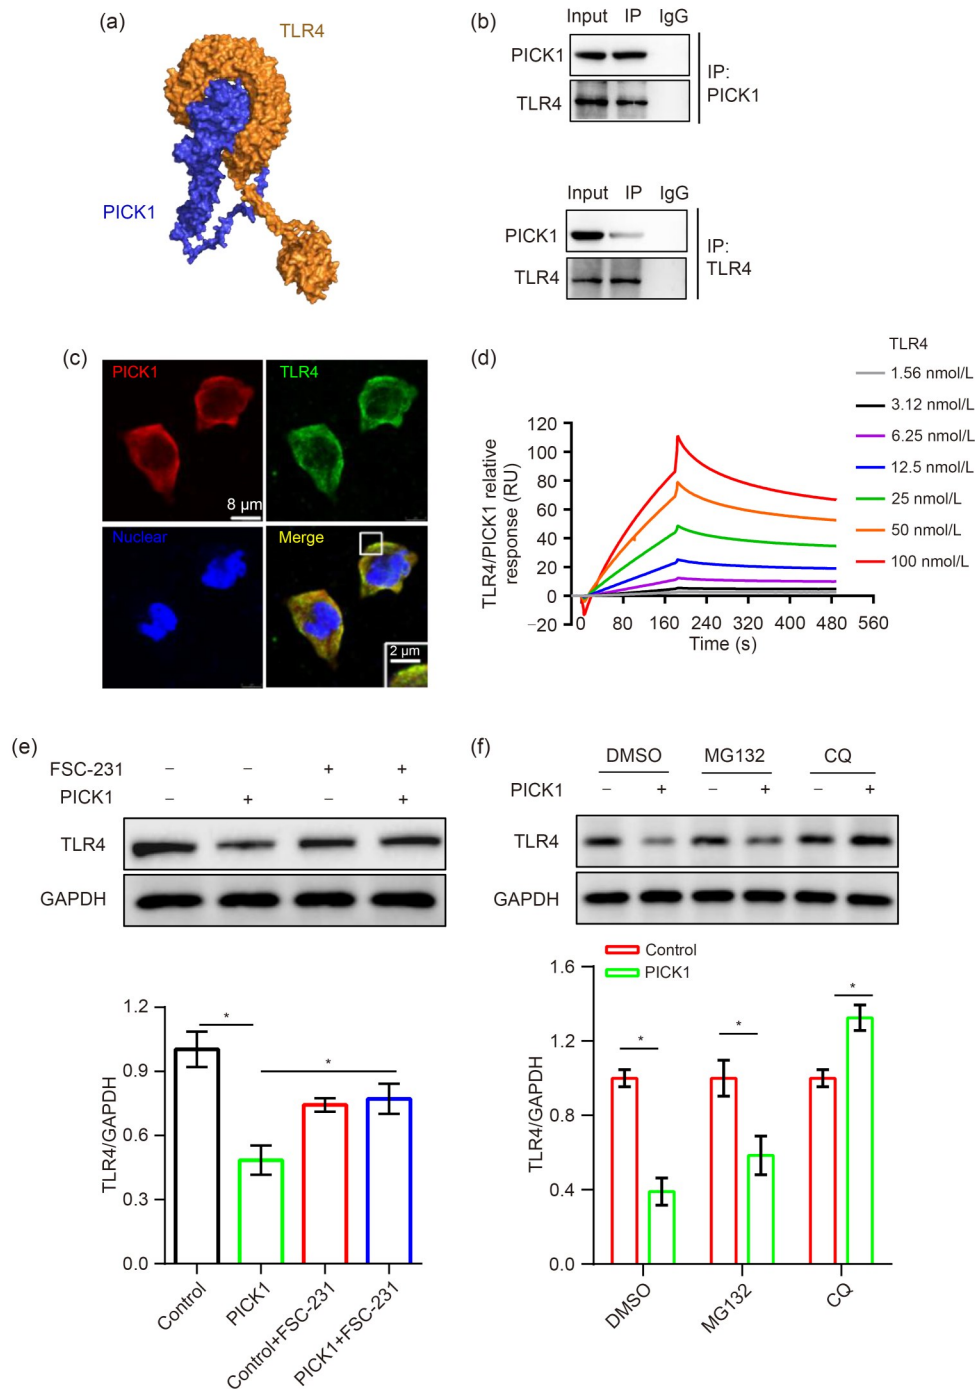 (a)
TLR4
PICK1
(b)
Input IP IgG
PICK1
TLR4
IP:
PICK1
Input IP IgG
PICK1
TLR4
IP:
TLR4
(c)
PICK1
TLR4
8 µm
Nuclear
Merge
2 µm
(d)
TLR4
1.56 nmol/L
3.12 nmol/L
6.25 nmol/L
12.5 nmol/L
25 nmol/L
50 nmol/L
100 nmol/L
TLR4/PICK1 relative
response (RU)
120
100
80
60
40
20
0
−20
0 80 160 240 320 400 480 560
Time (s)
(e)
FSC-231 − − + +
PICK1 − + − +
TLR4
GAPDH
TLR4/GAPDH
1.2
0.9
0.6
0.3
0.0
*
*
Control
PICK1
Control+FSC-231
PICK1+FSC-231
(f)
DMSO MG132 CQ
PICK1 − + − + − +
TLR4
GAPDH
Control
PICK1
TLR4/GAPDH
1.6
1.2
0.8
0.4
0.0
*
*
*
DMSO
MG132
CQ